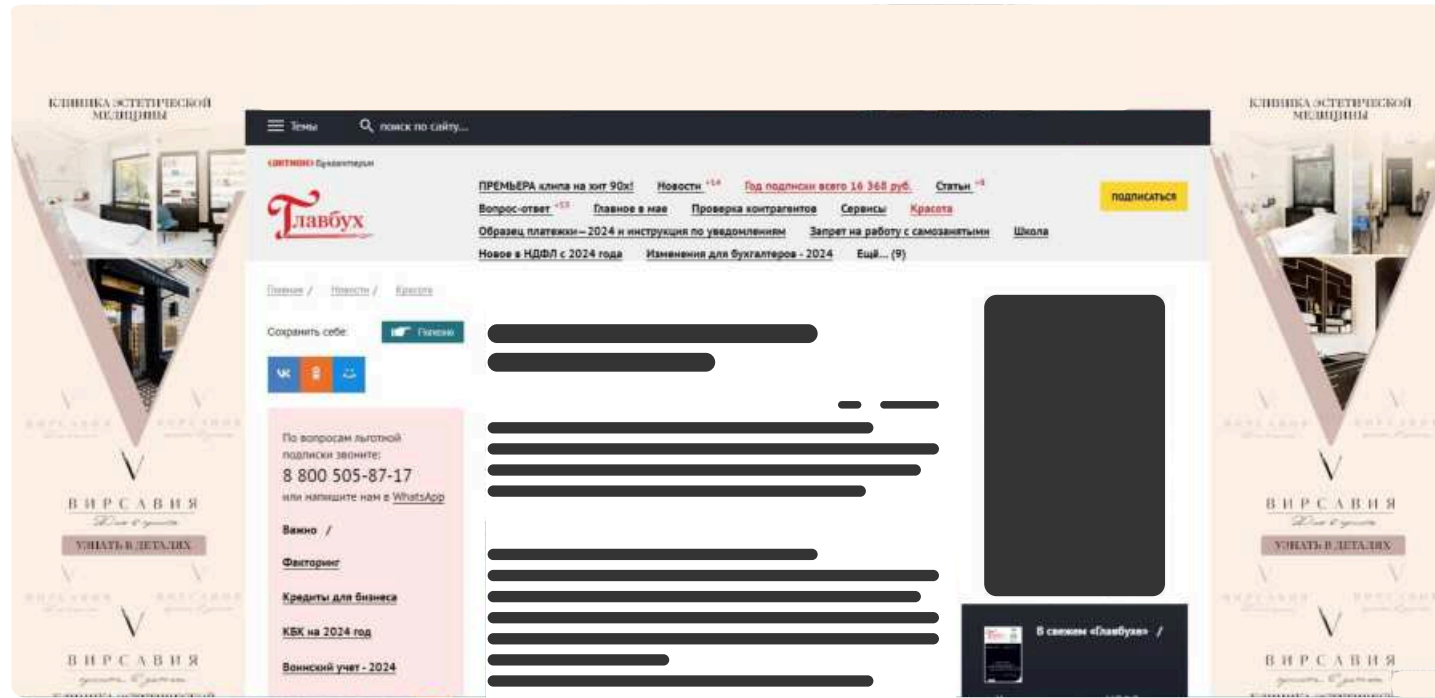 КЛИНИКА ЭСТЕТИЧЕСКОЙ
МЕДИЦИНЫ
ВИРСАВИЯ
УЗНАТЬ В ДЕТАЛЯХ
ВИРСАВИЯ
Темы поиск по сайту...
Главбух
ПРЕМЬЕРА клипа на хит 90х! Новости +14 Год подписки всего 16 368 руб. Статьи
Вопрос-ответ +53 Главное в мае Проверка контрагентов Сервисы Красота
Образец платежки – 2024 и инструкция по уведомлениям Запрет на работу с самозанятыми Школа
Новое в НДФЛ с 2024 года Изменения для бухгалтеров - 2024 Ещё... (9)
ПОДПИСАТЬСЯ
Главная / Новости / Красота
Сохранить себе: Полезно
По вопросам льготной
подписки звоните:
8 800 505-87-17
или напишите нам в WhatsApp
Важно /
Факторинг
Кредиты для бизнеса
КБК на 2024 год
Воинский учет - 2024
В свежем «Главбухе» /
КЛИНИКА ЭСТЕТИЧЕСКОЙ
МЕДИЦИНЫ
ВИРСАВИЯ
УЗНАТЬ В ДЕТАЛЯХ
ВИРСАВИЯ